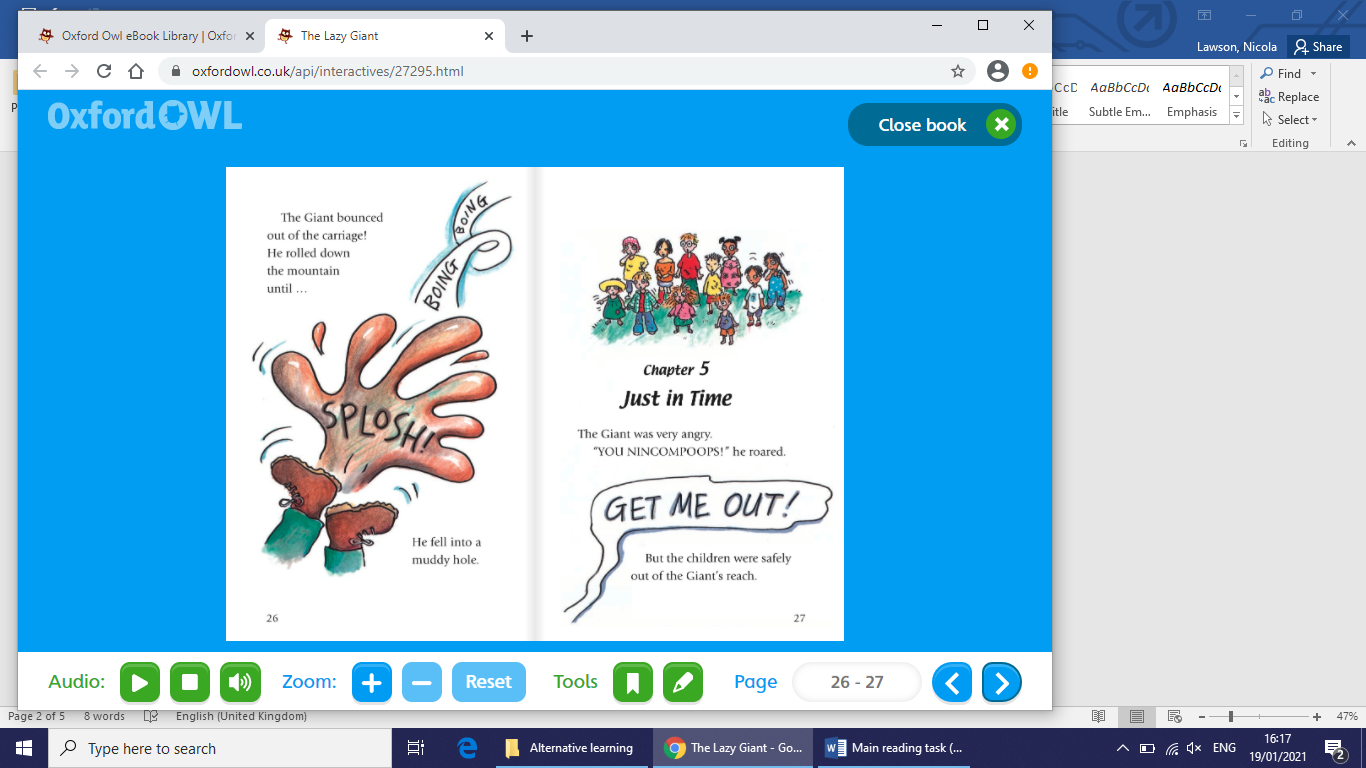 Oxford Owl eBook Library | Oxfo
The Lazy Giant
oxfordowl.co.uk/api/interactives/27295.html
Lawson, Nicola
Share
AaBbCcDc
AaBbCcDc
Subtle Em...
Emphasis
Find
Replace
Select
Editing
Oxford OWL
Close book
The Giant bounced
out of the carriage!
He rolled down
the mountain
until ...
BOING
BOING
SPLOSH!
He fell into a
muddy hole.
26
Chapter 5
Just in Time
The Giant was very angry.
"YOU NINCOMPOOPS!" he roared.
GET ME OUT!
But the children were safely
out of the Giant's reach.
27
Audio:
Zoom:
Reset
Tools
Page
26 - 27
Page 2 of 5
8 words
English (United Kingdom)
47%
Type here to search
Alternative learning
The Lazy Giant - Go...
Main reading task (...
ENG
16:17
19/01/2021
2